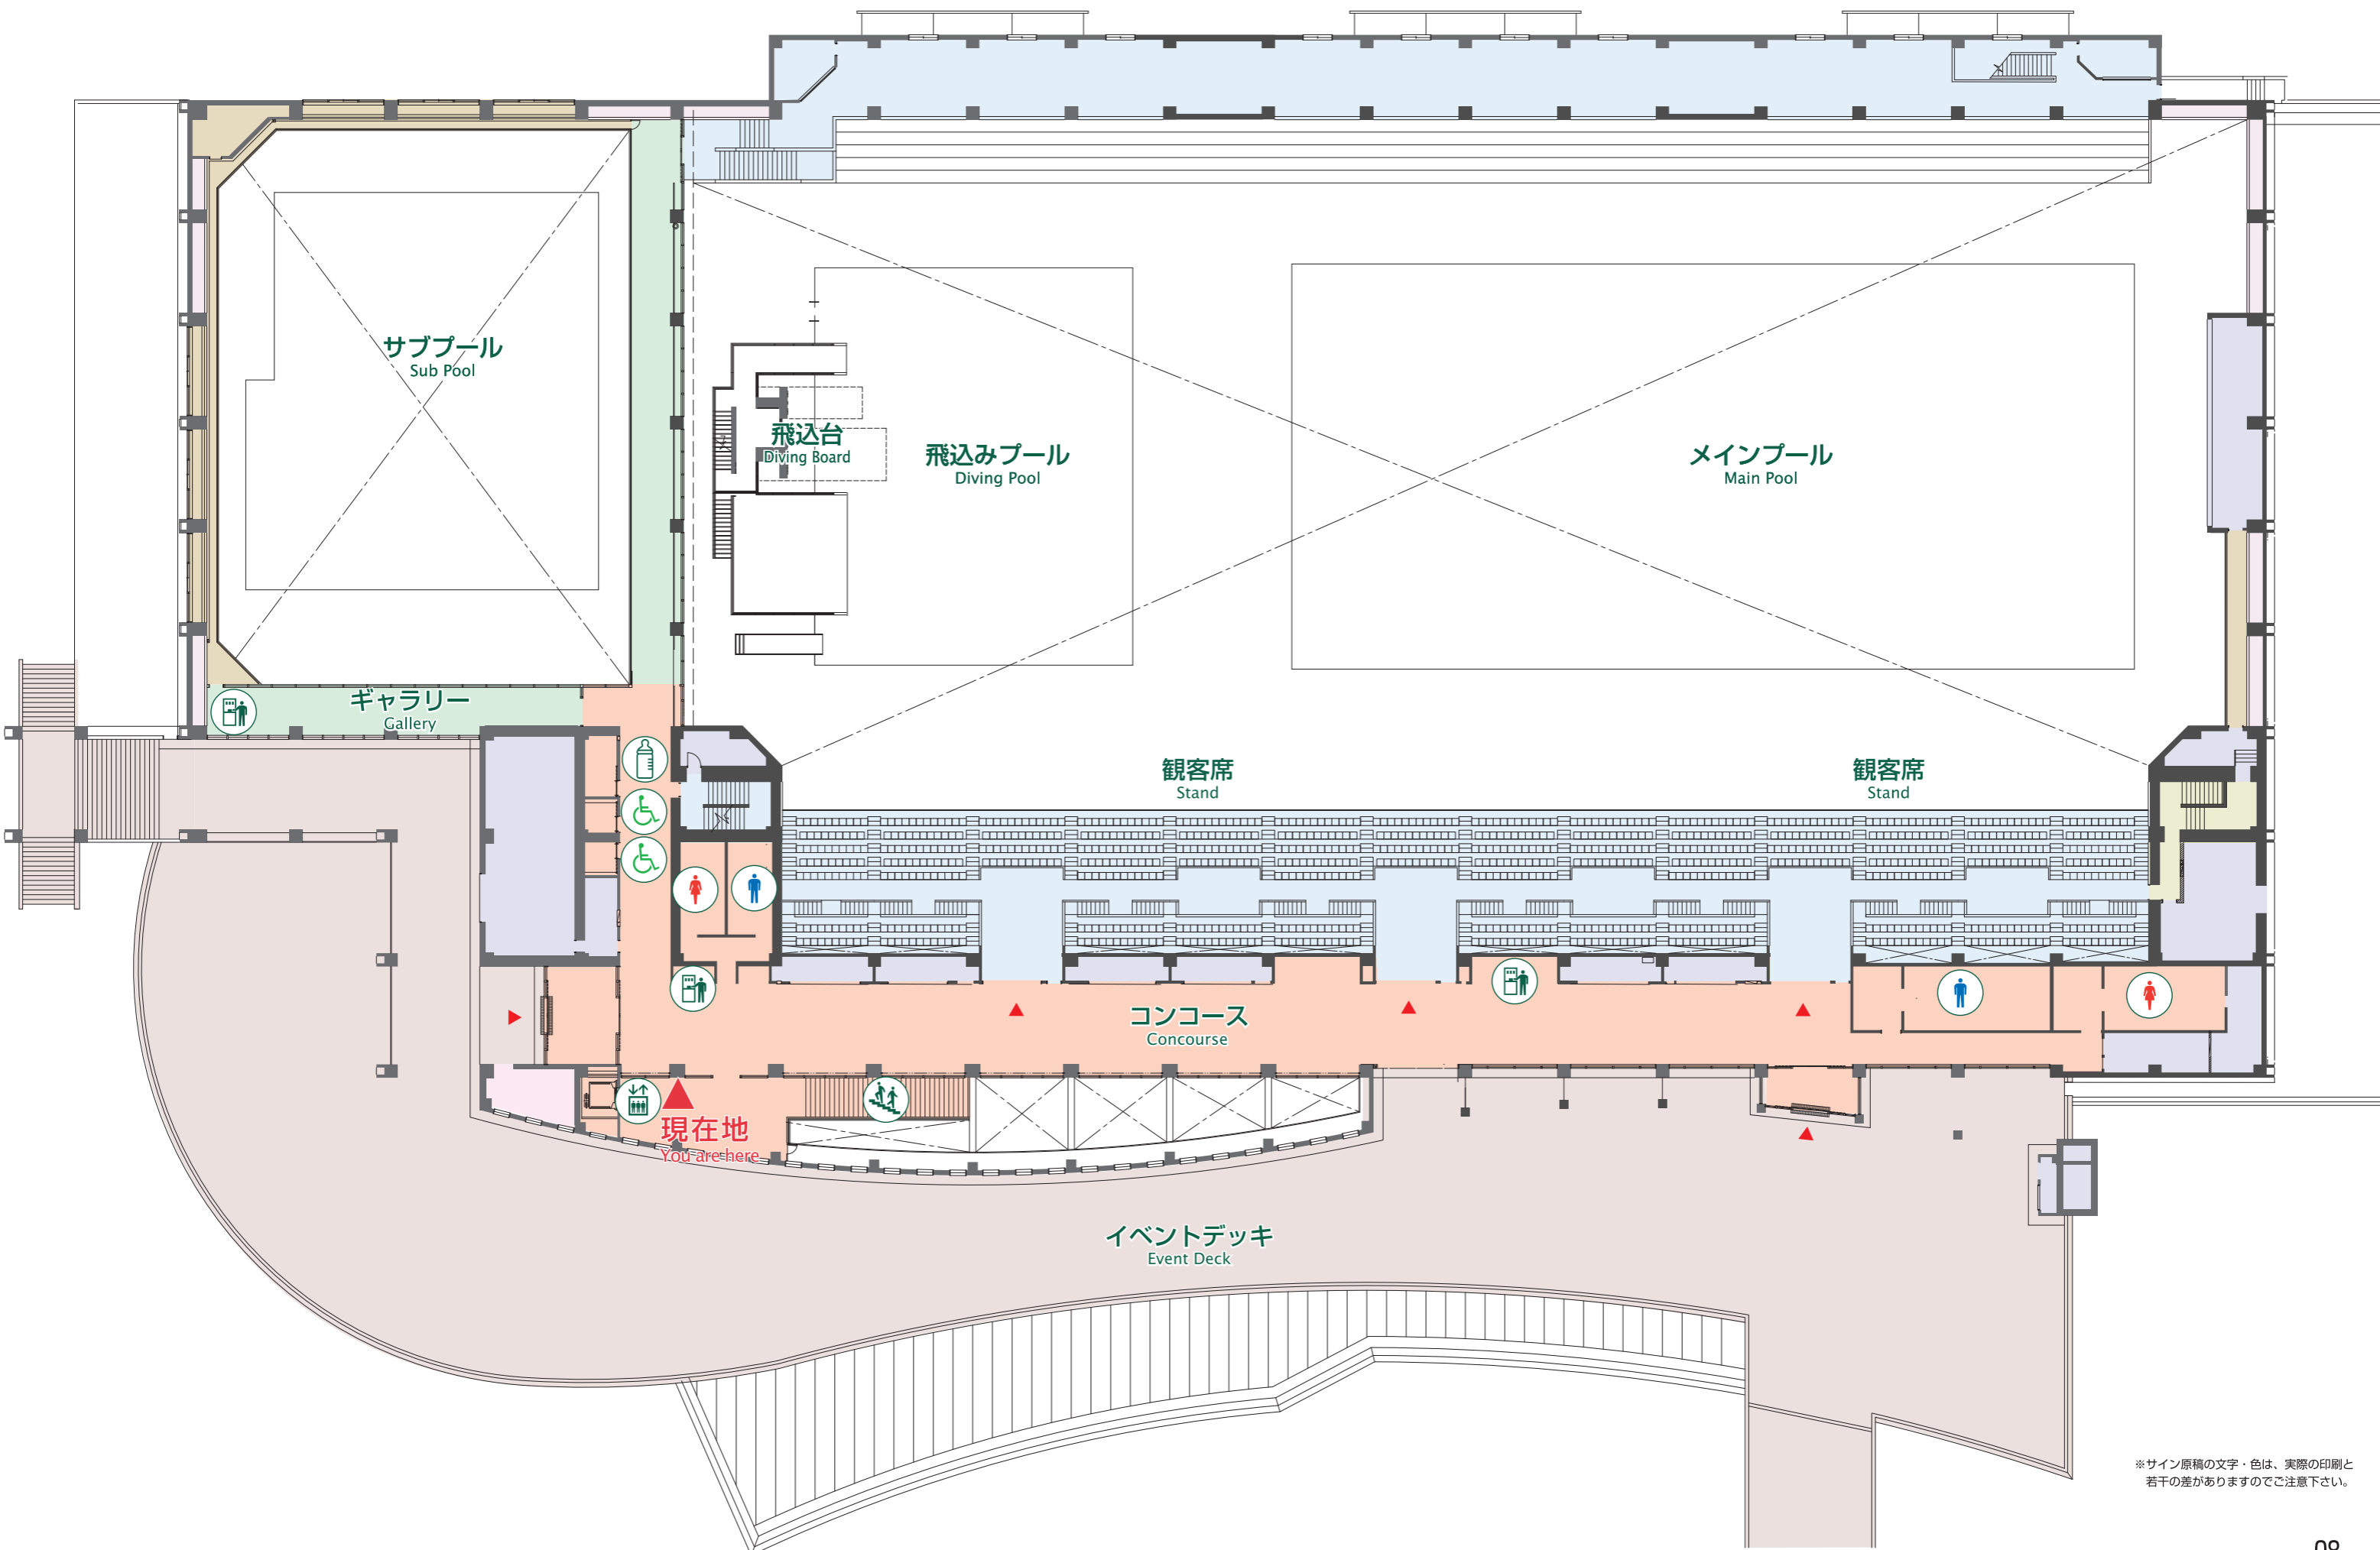 サブプール
Sub Pool
飛込台
Diving Board
飛込みプール
Diving Pool
メインプール
Main Pool
ギャラリー
Gallery
観客席
Stand
観客席
Stand
コンコース
Concourse
現在地
You are here
イベントデッキ
Event Deck
※サイン原稿の文字・色は、実際の印刷と
若干の差がありますのでご注意下さい。